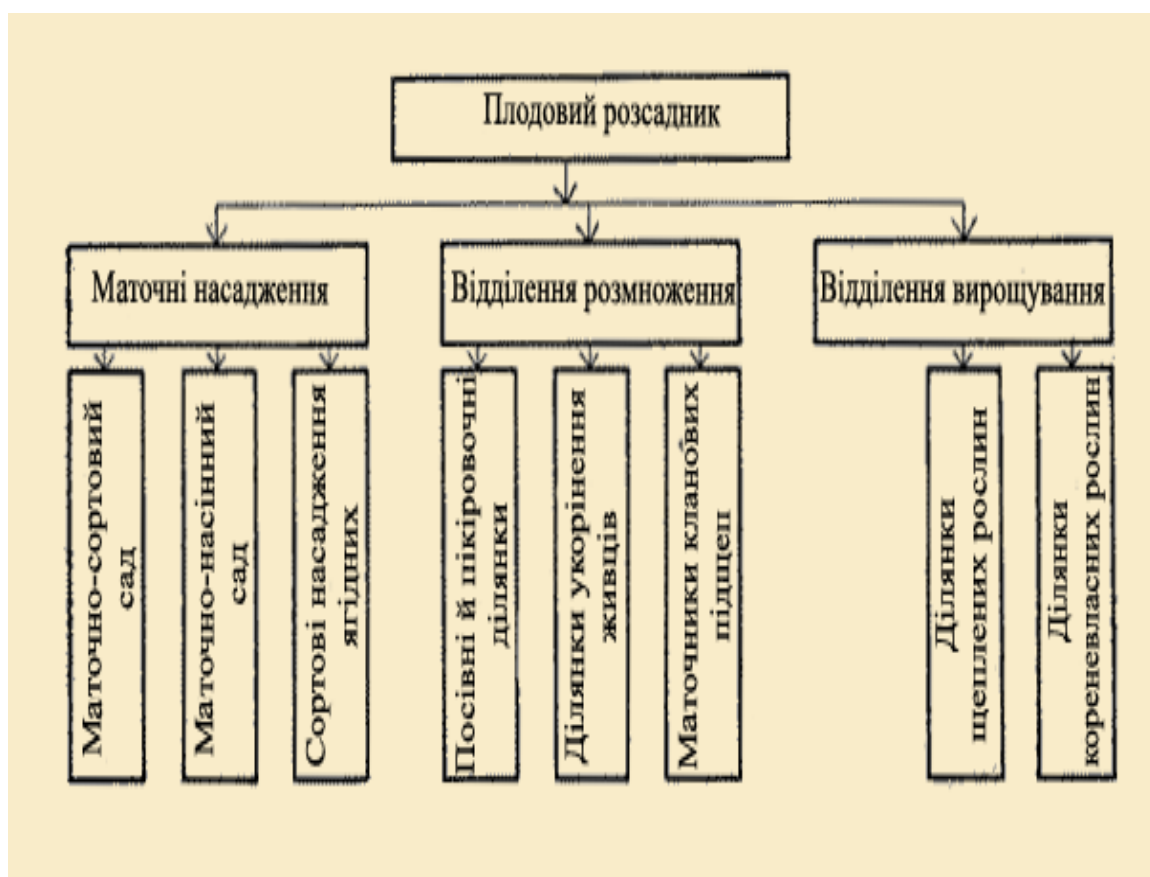 Плодовий розсадник
Маточні насадження
Відділення розмноження
Відділення вирощування
Маточно-сортовий
сад
Маточно-насінний
сад
Сортові насадження
ягідних
Посівні й пікіровочні
ділянки
Ділянки укорінення
живців
Маточники кланових
підщеп
Ділянки
щеплених рослин
Ділянки
кореневласних рослин